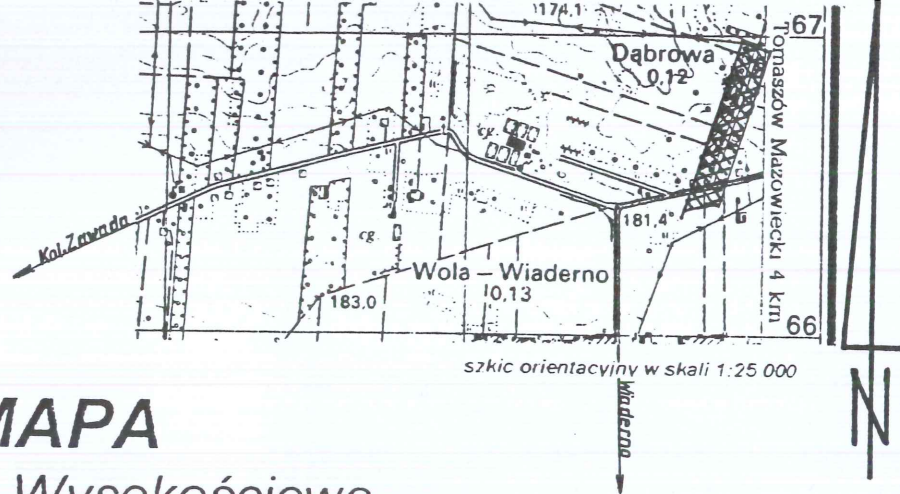 174,1
67
Dąbrowa
0,12
Tomaszów Mazowiecki 4 km
cg.
Kol. Zawada
181,4
cg.
Wola – Wiaderno
0,13
183,0
66
szkic orientacyjny w skali 1:25 000
Wiaderno
N
MAPA
Wysokościowo